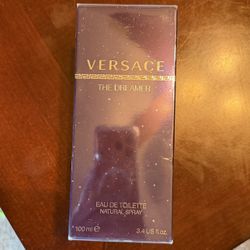 VERSACE
THE DREAMER
EAU DE TOILETTE
NATURAL SPRAY
100 ml ℮ 3.4 US fl.oz.